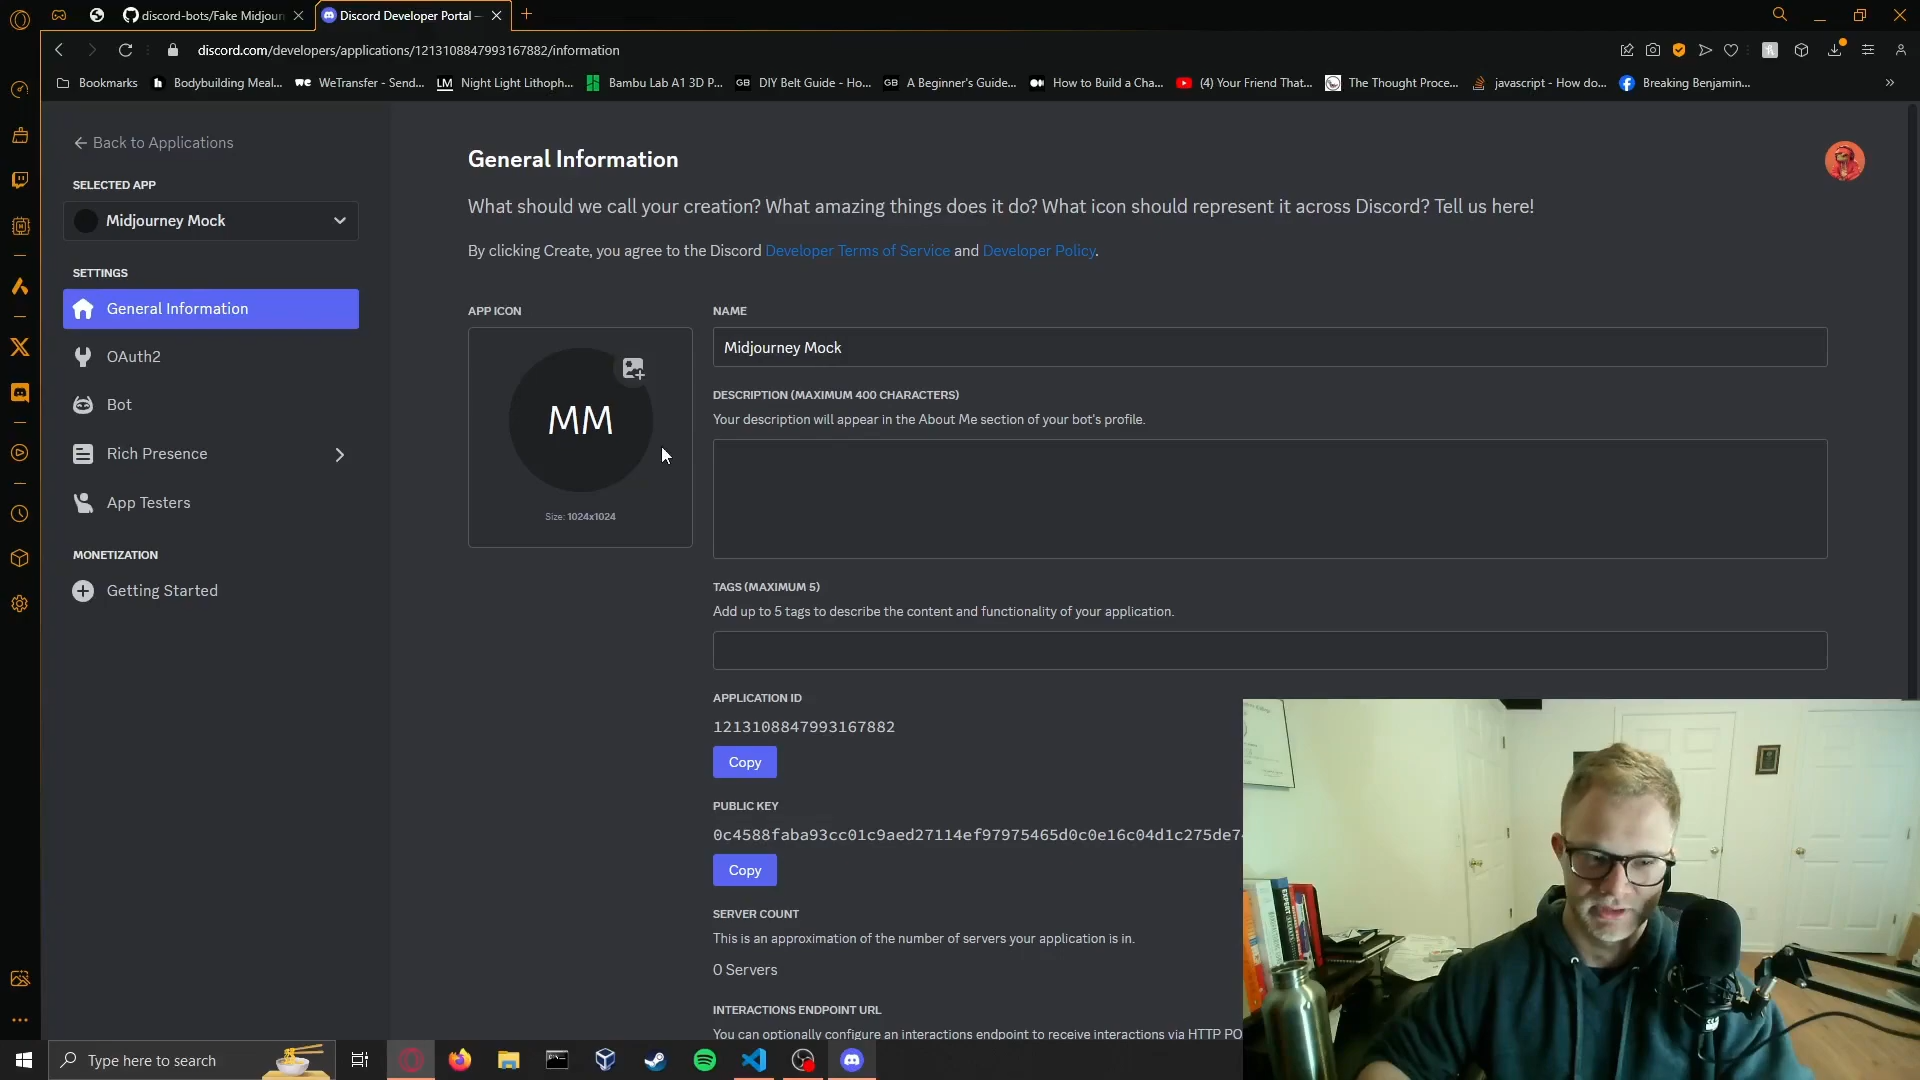 discord-bots/Fake Midjour
Discord Developer Portal –
discord.com/developers/applications/1213108847993167882/information
Bookmarks
Bodybuilding Meal...
WeTransfer - Send...
Night Light Lithoph...
Bambu Lab A1 3D P...
DIY Belt Guide - Ho...
A Beginner's Guide...
How to Build a Cha...
(4) Your Friend That...
The Thought Proce...
javascript - How do...
Breaking Benjamin...
Back to Applications
SELECTED APP
Midjourney Mock
SETTINGS
General Information
OAuth2
Bot
Rich Presence
App Testers
MONETIZATION
Getting Started
General Information
What should we call your creation? What amazing things does it do? What icon should represent it across Discord? Tell us here!
By clicking Create, you agree to the Discord Developer Terms of Service and Developer Policy.
APP ICON
MM
Size: 1024x1024
NAME
Midjourney Mock
DESCRIPTION (MAXIMUM 400 CHARACTERS)
Your description will appear in the About Me section of your bot's profile.
TAGS (MAXIMUM 5)
Add up to 5 tags to describe the content and functionality of your application.
APPLICATION ID
1213108847993167882
Copy
PUBLIC KEY
0c4588faba93cc01c9aed27114ef97975465d0c0e16c04d1c275de7
Copy
SERVER COUNT
This is an approximation of the number of servers your application is in.
0 Servers
INTERACTIONS ENDPOINT URL
You can optionally configure an interactions endpoint to receive interactions via HTTP PO
Type here to search